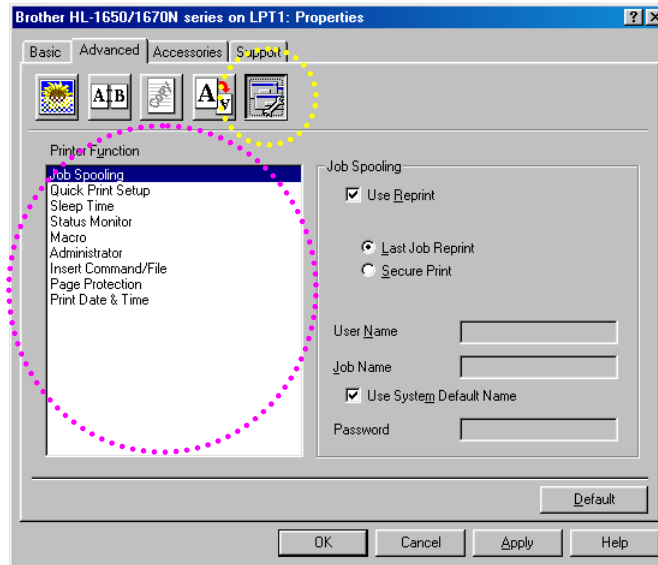 Brother HL-1650/1670N series on LPT1: Properties
Basic Advanced Accessories Support
A B
Copy
A A
Printer Function
Job Spooling
Quick Print Setup
Sleep Time
Status Monitor
Macro
Administrator
Insert Command/File
Page Protection
Print Date & Time
Job Spooling
Use Reprint
Last Job Reprint
Secure Print
User Name
Job Name
Use System Default Name
Password
Default
OK Cancel Apply Help